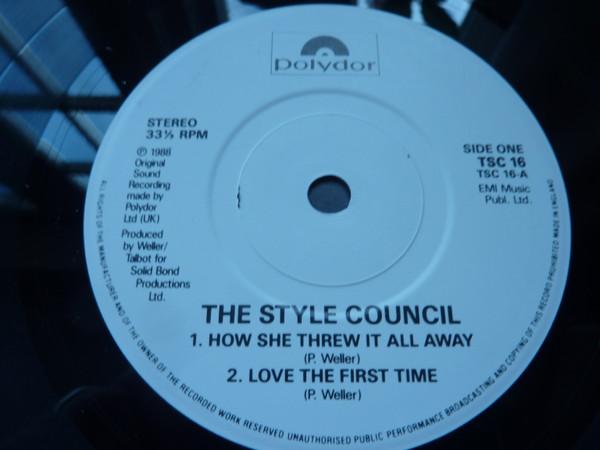 polydor
STEREO
33⅓ RPM
℗ 1988
Original
Sound
Recording
made by
Polydor
Ltd (UK)
Produced
by Weller/
Talbot for
Solid Bond
Productions
Ltd.
SIDE ONE
TSC 16
TSC 16-A
EMI Music
Publ. Ltd.
THE STYLE COUNCIL
1. HOW SHE THREW IT ALL AWAY
(P. Weller)
2. LOVE THE FIRST TIME
(P. Weller)
ALL RIGHTS OF THE MANUFACTURER AND OF THE OWNER OF THE RECORDED WORK RESERVED UNAUTHORISED PUBLIC PERFORMANCE BROADCASTING AND COPYING OF THIS RECORD PROHIBITED MADE IN ENGLAND